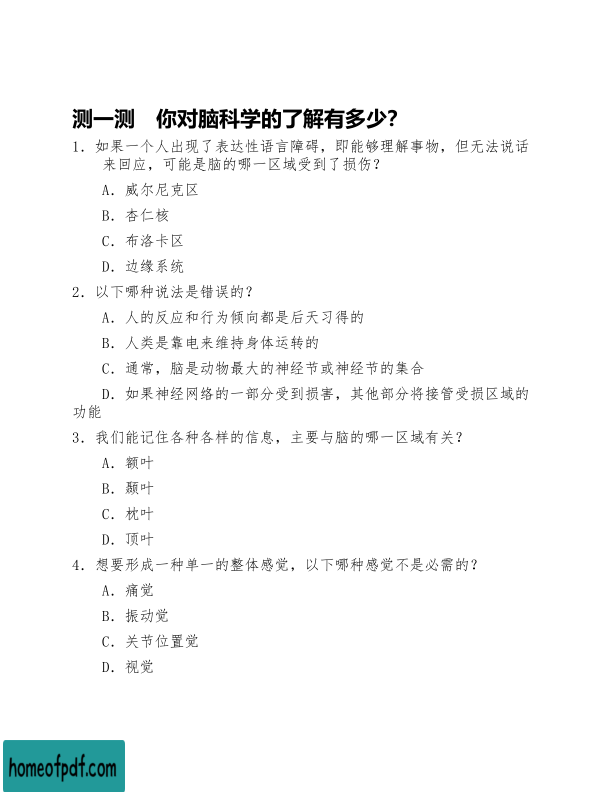 测一测　你对脑科学的了解有多少？
1. 如果一个人出现了表达性语言障碍，即能够理解事物，但无法说话
来回应，可能是脑的哪一区域受到了损伤？
A. 威尔尼克区
B. 杏仁核
C. 布洛卡区
D. 边缘系统
2. 以下哪种说法是错误的？
A. 人的反应和行为倾向都是后天习得的
B. 人类是靠电来维持身体运转的
C. 通常，脑是动物最大的神经节或神经节的集合
D. 如果神经网络的一部分受到损害，其他部分将接管受损区域的
功能
3. 我们能记住各种各样的信息，主要与脑的哪一区域有关？
A. 额叶
B. 颞叶
C. 枕叶
D. 顶叶
4. 想要形成一种单一的整体感觉，以下哪种感觉不是必需的？
A. 痛觉
B. 振动觉
C. 关节位置觉
D. 视觉
homeofpdf.com